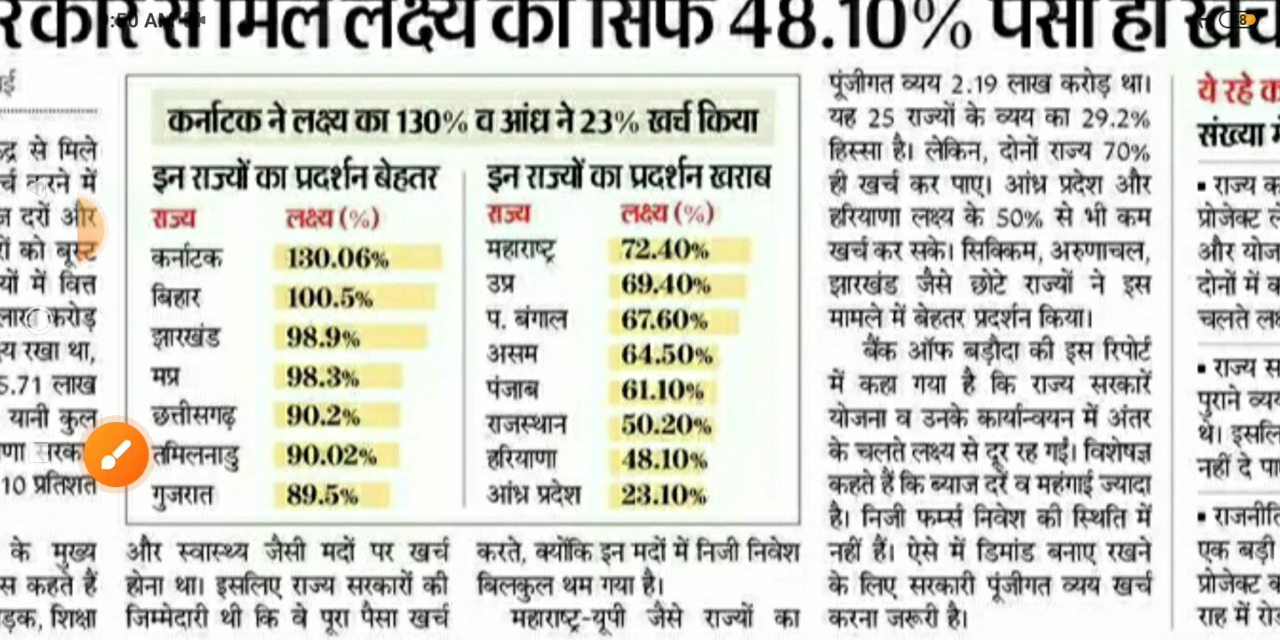 से मिले लक्ष्य का सिर्फ 48.10% पैसा ही
से मिले
करने में
दरों और
को बूस्ट
में वित्त
करोड़
रखा था,
5.71 लाख
यानी कुल
10 प्रतिशत
के मुख्य
कहते हैं
शिक्षा
कर्नाटक ने लक्ष्य का 130% व आंध्र ने 23% खर्च किया
इन राज्यों का प्रदर्शन बेहतर
राज्य लक्ष्य (%)
कर्नाटक 130.06%
बिहार 100.5%
झारखंड 98.9%
मप्र 98.3%
छत्तीसगढ़ 90.2%
तमिलनाडु 90.02%
गुजरात 89.5%
इन राज्यों का प्रदर्शन खराब
राज्य लक्ष्य (%)
महाराष्ट्र 72.40%
उप्र 69.40%
प. बंगाल 67.60%
असम 64.50%
पंजाब 61.10%
राजस्थान 50.20%
हरियाणा 48.10%
आंध्र प्रदेश 23.10%
और स्वास्थ्य जैसी मदों पर खर्च
होना था। इसलिए राज्य सरकारों की
जिम्मेदारी थी कि वे पूरा पैसा खर्च
करते, क्योंकि इन मदों में निजी निवेश
बिलकुल थम गया है।
महाराष्ट्र-यूपी जैसे राज्यों का
पूंजीगत व्यय 2.19 लाख करोड़ था।
यह 25 राज्यों के व्यय का 29.2%
हिस्सा है। लेकिन, दोनों राज्य 70%
ही खर्च कर पाए। आंध्र प्रदेश और
हरियाणा लक्ष्य के 50% से भी कम
खर्च कर सके। सिक्किम, अरुणाचल,
झारखंड जैसे छोटे राज्यों ने इस
मामले में बेहतर प्रदर्शन किया।
बैंक ऑफ बड़ौदा की इस रिपोर्ट
में कहा गया है कि राज्य सरकारें
योजना व उनके कार्यान्वयन में अंतर
के चलते लक्ष्य से दूर रह गईं। विशेषज्ञ
कहते हैं कि ब्याज दरें व महंगाई ज्यादा
है। निजी फर्म्स निवेश की स्थिति में
नहीं हैं। ऐसे में डिमांड बनाए रखने
के लिए सरकारी पूंजीगत व्यय खर्च
करना जरूरी है।
ये रहे
संख्या
▪ राज्य
प्रोजेक्ट
और
दोनों में
चलते
▪ राज्य
पुराने
थे।
नहीं दे
▪
एक बड़ी
प्रोजेक्ट
राह में